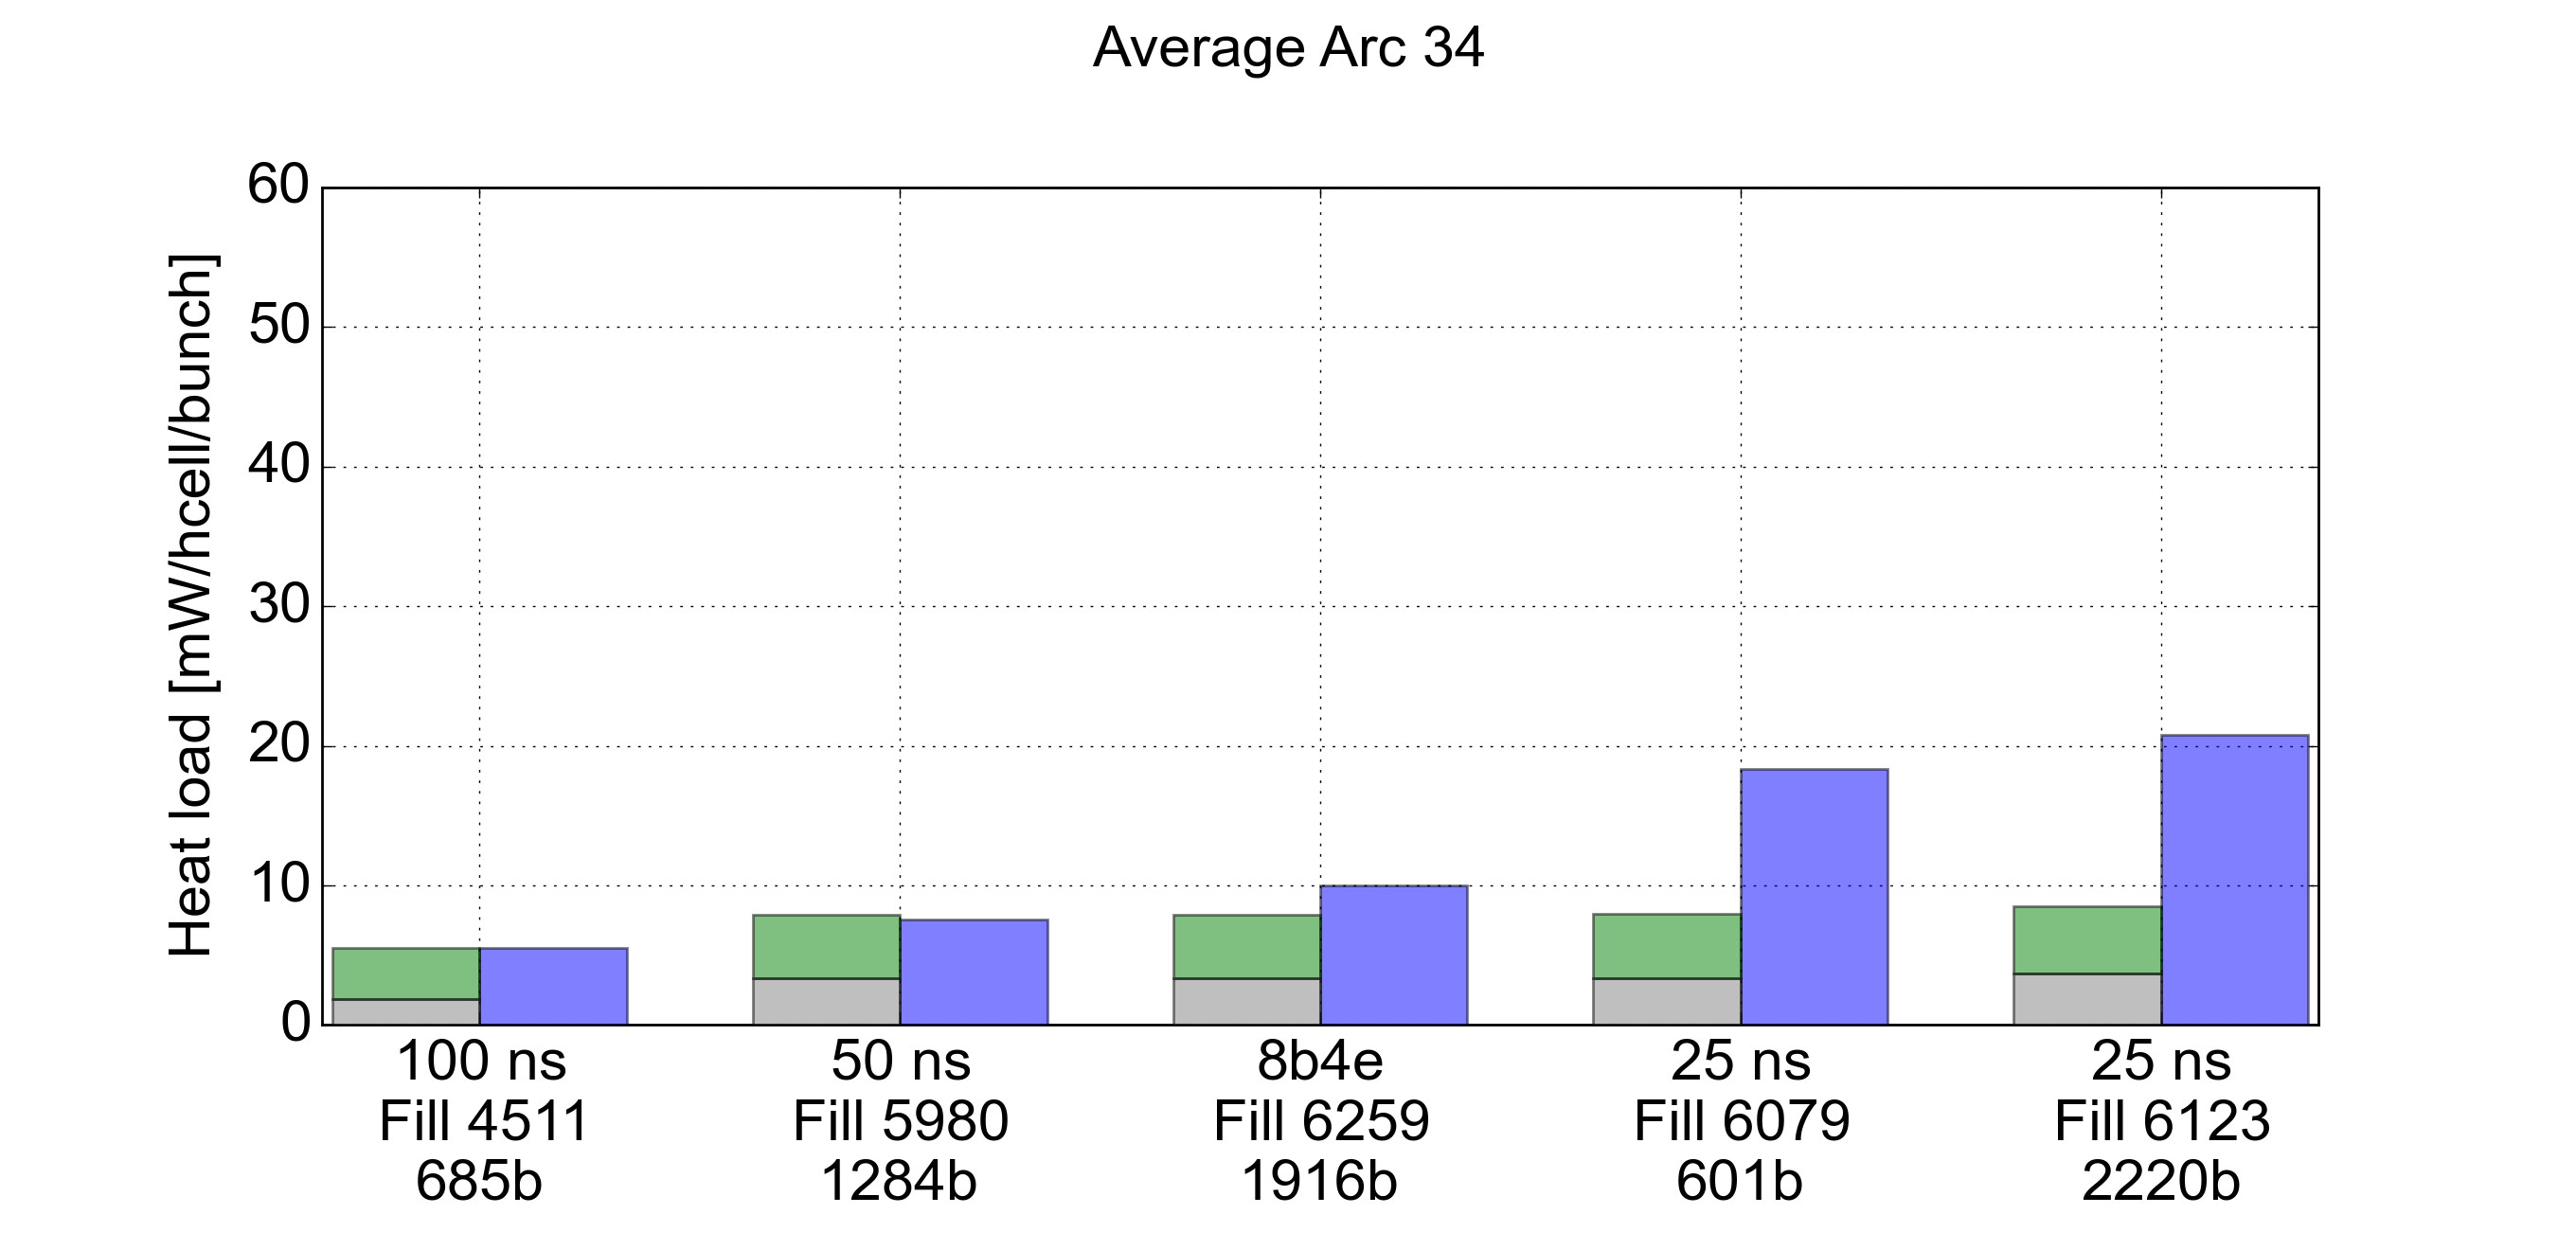 Average Arc 34
Heat load [mW/hcell/bunch]
60
50
40
30
20
10
0
100 ns
Fill 4511
685b
50 ns
Fill 5980
1284b
8b4e
Fill 6259
1916b
25 ns
Fill 6079
601b
25 ns
Fill 6123
2220b